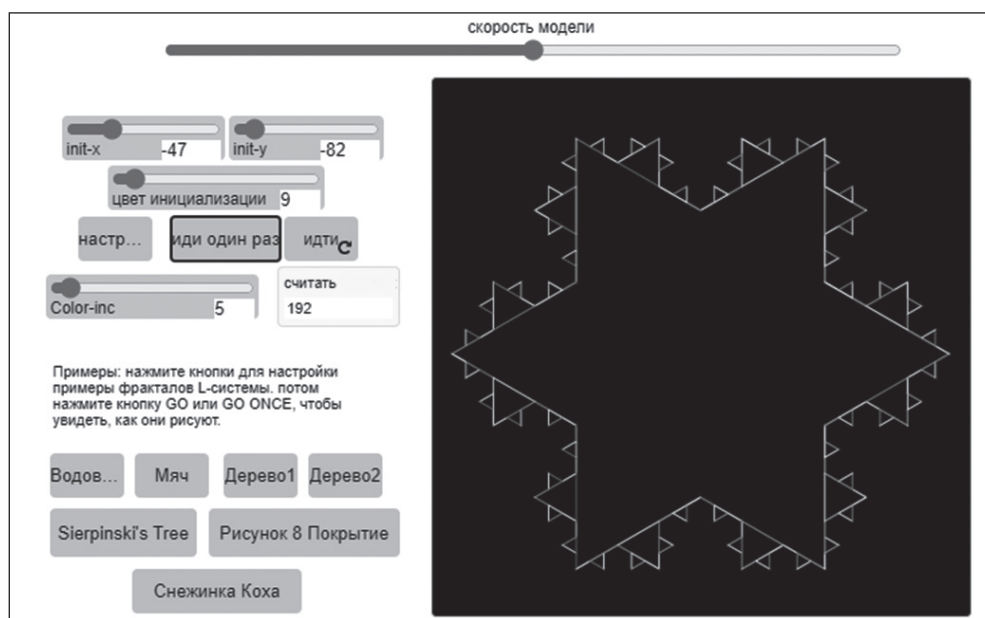 скорость модели
init-x -47
init-y -82
цвет инициализации 9
настр...
иди один раз
идти
Color-inc 5
считать
192
Примеры: нажмите кнопки для настройки
примеры фракталов L-системы. потом
нажмите кнопку GO или GO ONCE, чтобы
увидеть, как они рисуют.
Водов...
Мяч
Дерево1
Дерево2
Sierpinski's Tree
Рисунок 8 Покрытие
Снежинка Коха